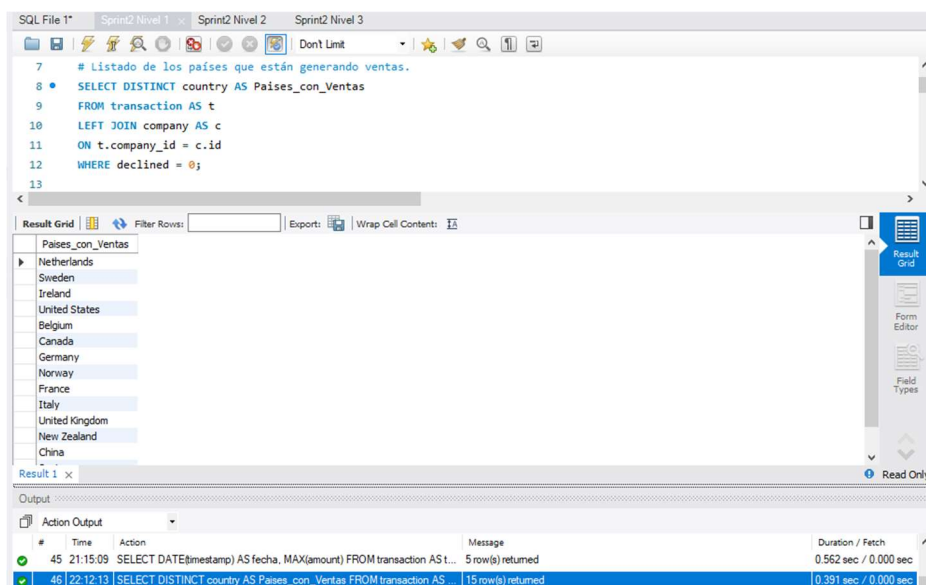 SQL File 1* Sprint2 Nivel 1 × Sprint2 Nivel 2 Sprint2 Nivel 3
Don't Limit
7 # Listado de los países que están generando ventas.
8 SELECT DISTINCT country AS Paises_con_Ventas
9 FROM transaction AS t
10 LEFT JOIN company AS c
11 ON t.company_id = c.id
12 WHERE declined = 0;
13
Result Grid Filter Rows: Export: Wrap Cell Content: IA
Paises_con_Ventas
Netherlands
Sweden
Ireland
United States
Belgium
Canada
Germany
Norway
France
Italy
United Kingdom
New Zealand
China
Result
Grid
Form
Editor
Field
Types
Result 1 × Read Only
Output
Action Output
# Time Action Message Duration / Fetch
45 21:15:09 SELECT DATE(timestamp) AS fecha, MAX(amount) FROM transaction AS t... 5 row(s) returned 0.562 sec / 0.000 sec
46 22:12:13 SELECT DISTINCT country AS Paises_con_Ventas FROM transaction AS ... 15 row(s) returned 0.391 sec / 0.000 sec